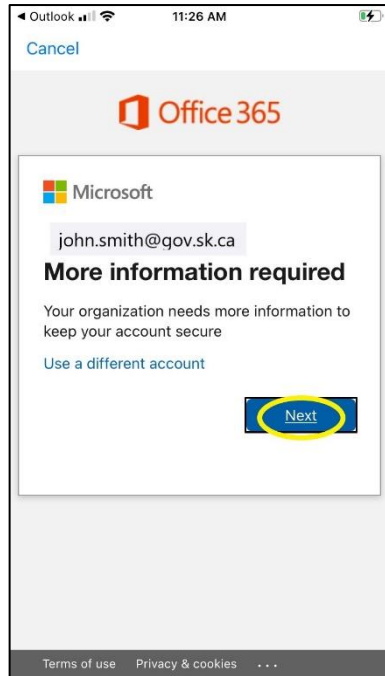 Outlook 11:26 AM
Cancel
Office 365
Microsoft
john.smith@gov.sk.ca
More information required
Your organization needs more information to
keep your account secure
Use a different account
Next
Terms of use Privacy & cookies ...